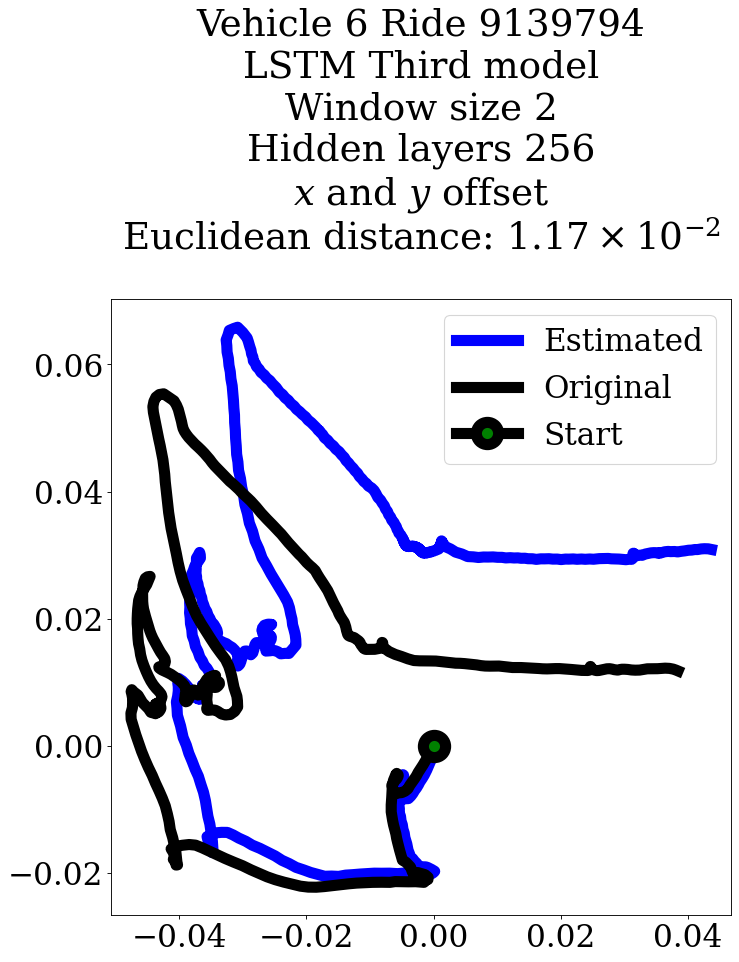 Vehicle 6 Ride 9139794
LSTM Third model
Window size 2
Hidden layers 256
x and y offset
Euclidean distance: 1.17 × 10⁻²
Estimated
Original
Start
0.06
0.04
0.02
0.00
−0.02
−0.04 −0.02 0.00 0.02 0.04